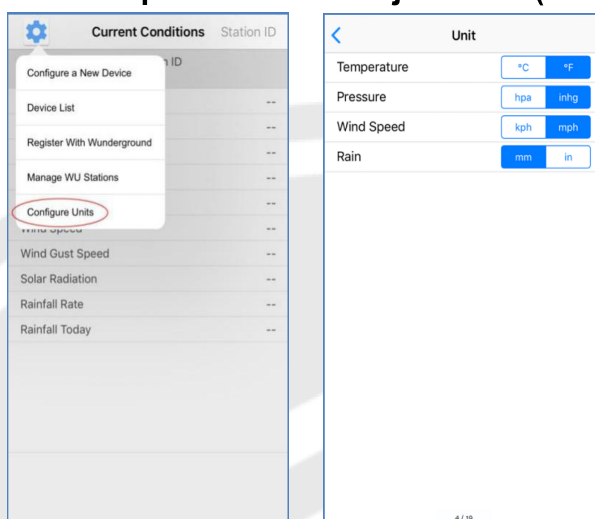 Current Conditions Station ID
Configure a New Device
Device List
Register With Wunderground
Manage WU Stations
Configure Units
Wind Gust Speed --
Solar Radiation --
Rainfall Rate --
Rainfall Today --
Unit
Temperature °C °F
Pressure hpa inhg
Wind Speed kph mph
Rain mm in